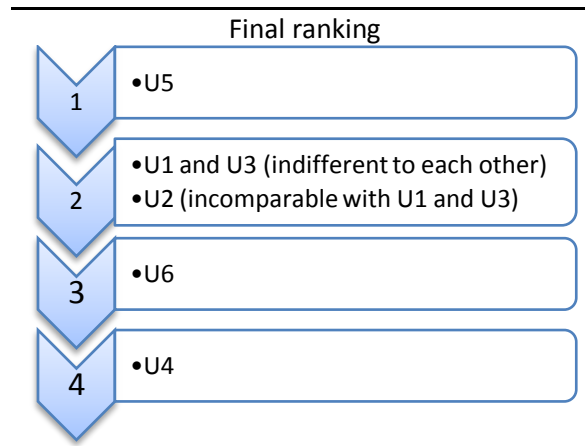 Final ranking
1
•U5
2
•U1 and U3 (indifferent to each other)
•U2 (incomparable with U1 and U3)
3
•U6
4
•U4